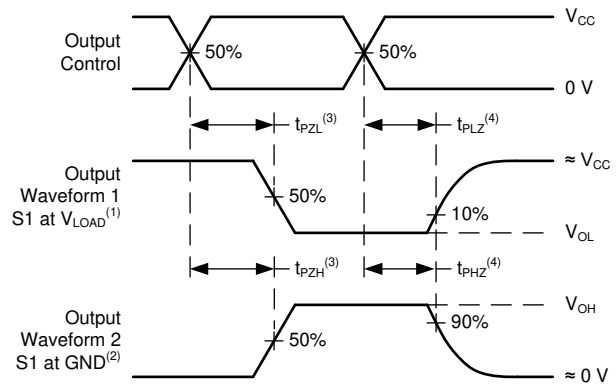 V_CC
Output
Control
50%
50%
0 V
t_PZL^(3)
t_PLZ^(4)
≈ V_CC
Output
Waveform 1
S1 at V_LOAD^(1)
50%
10%
V_OL
t_PZH^(3)
t_PHZ^(4)
V_OH
Output
Waveform 2
S1 at GND^(2)
50%
90%
≈ 0 V